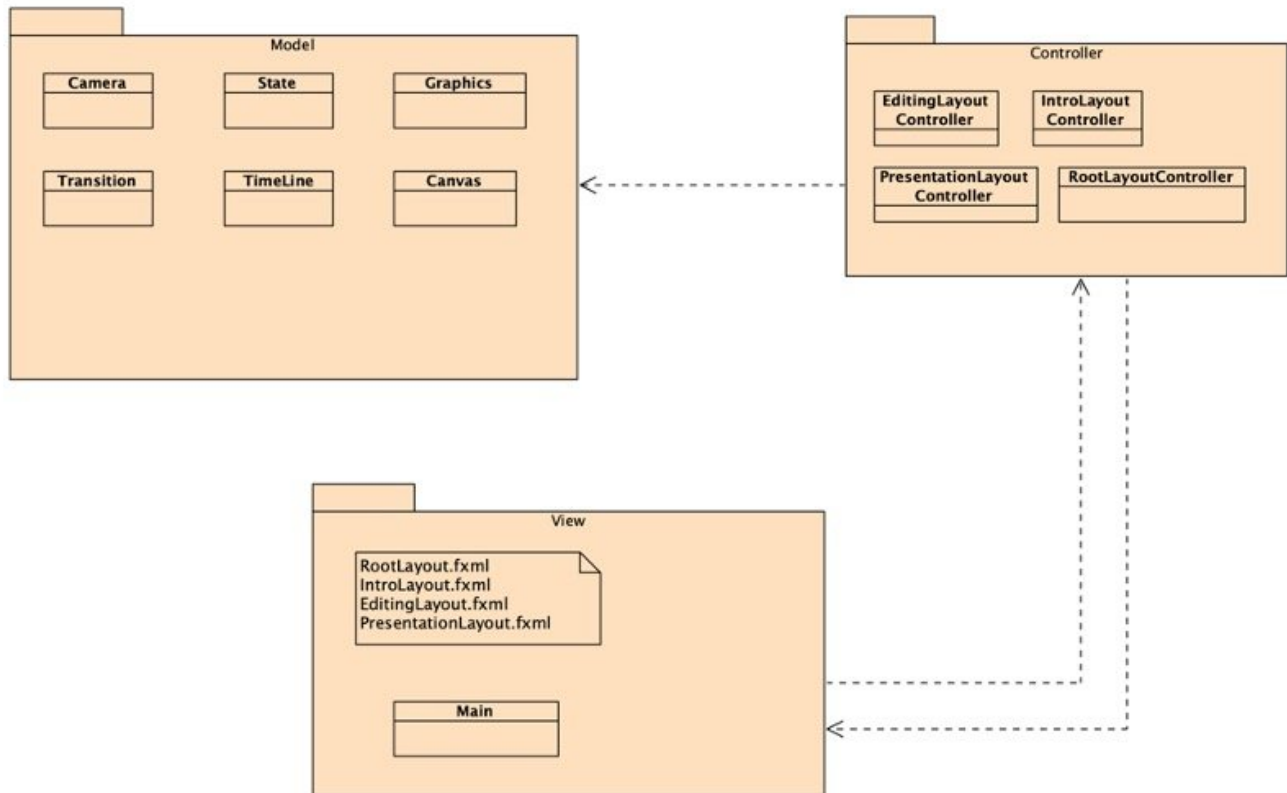 Model
Camera
State
Graphics
Transition
TimeLine
Canvas
Controller
EditingLayout
Controller
IntroLayout
Controller
PresentationLayout
Controller
RootLayoutController
View
RootLayout.fxml
IntroLayout.fxml
EditingLayout.fxml
PresentationLayout.fxml
Main